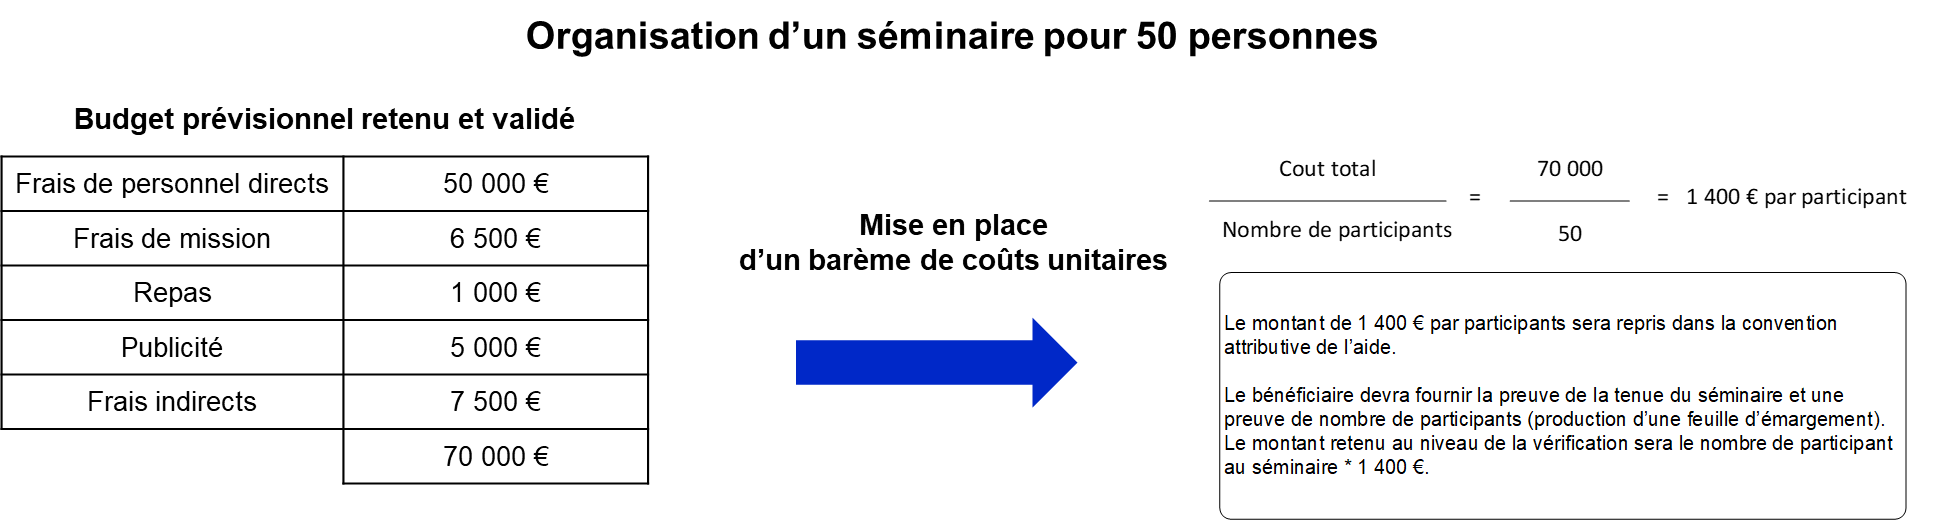 Organisation d’un séminaire pour 50 personnes
Budget prévisionnel retenu et validé
Frais de personnel directs 50 000 €
Frais de mission 6 500 €
Repas 1 000 €
Publicité 5 000 €
Frais indirects 7 500 €
70 000 €
Mise en place
d’un barème de coûts unitaires
Cout total 70 000
= = 1 400 € par participant
Nombre de participants 50
Le montant de 1 400 € par participants sera repris dans la convention
attributive de l’aide.
Le bénéficiaire devra fournir la preuve de la tenue du séminaire et une
preuve de nombre de participants (production d’une feuille d’émargement).
Le montant retenu au niveau de la vérification sera le nombre de participant
au séminaire * 1 400 €.